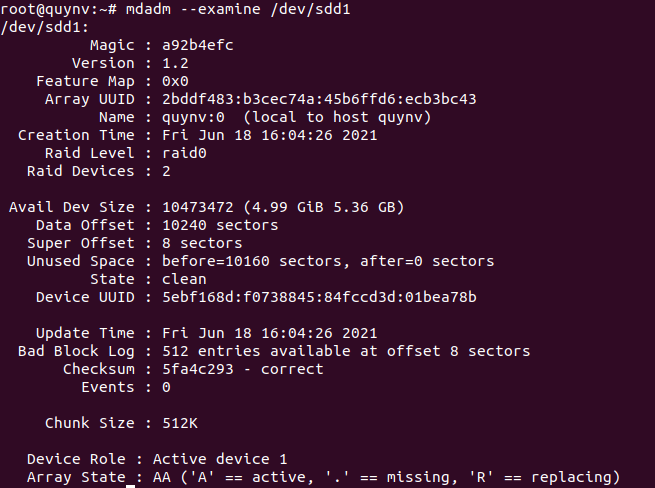 root@quynv:~# mdadm --examine /dev/sdd1
/dev/sdd1:
Magic : a92b4efc
Version : 1.2
Feature Map : 0x0
Array UUID : 2bddf483:b3cec74a:45b6ffd6:ecb3bc43
Name : quynv:0  (local to host quynv)
Creation Time : Fri Jun 18 16:04:26 2021
Raid Level : raid0
Raid Devices : 2
Avail Dev Size : 10473472 (4.99 GiB 5.36 GB)
Data Offset : 10240 sectors
Super Offset : 8 sectors
Unused Space : before=10160 sectors, after=0 sectors
State : clean
Device UUID : 5ebf168d:f0738845:84fccd3d:01bea78b
Update Time : Fri Jun 18 16:04:26 2021
Bad Block Log : 512 entries available at offset 8 sectors
Checksum : 5fa4c293 - correct
Events : 0
Chunk Size : 512K
Device Role : Active device 1
Array State : AA ('A' == active, '.' == missing, 'R' == replacing)